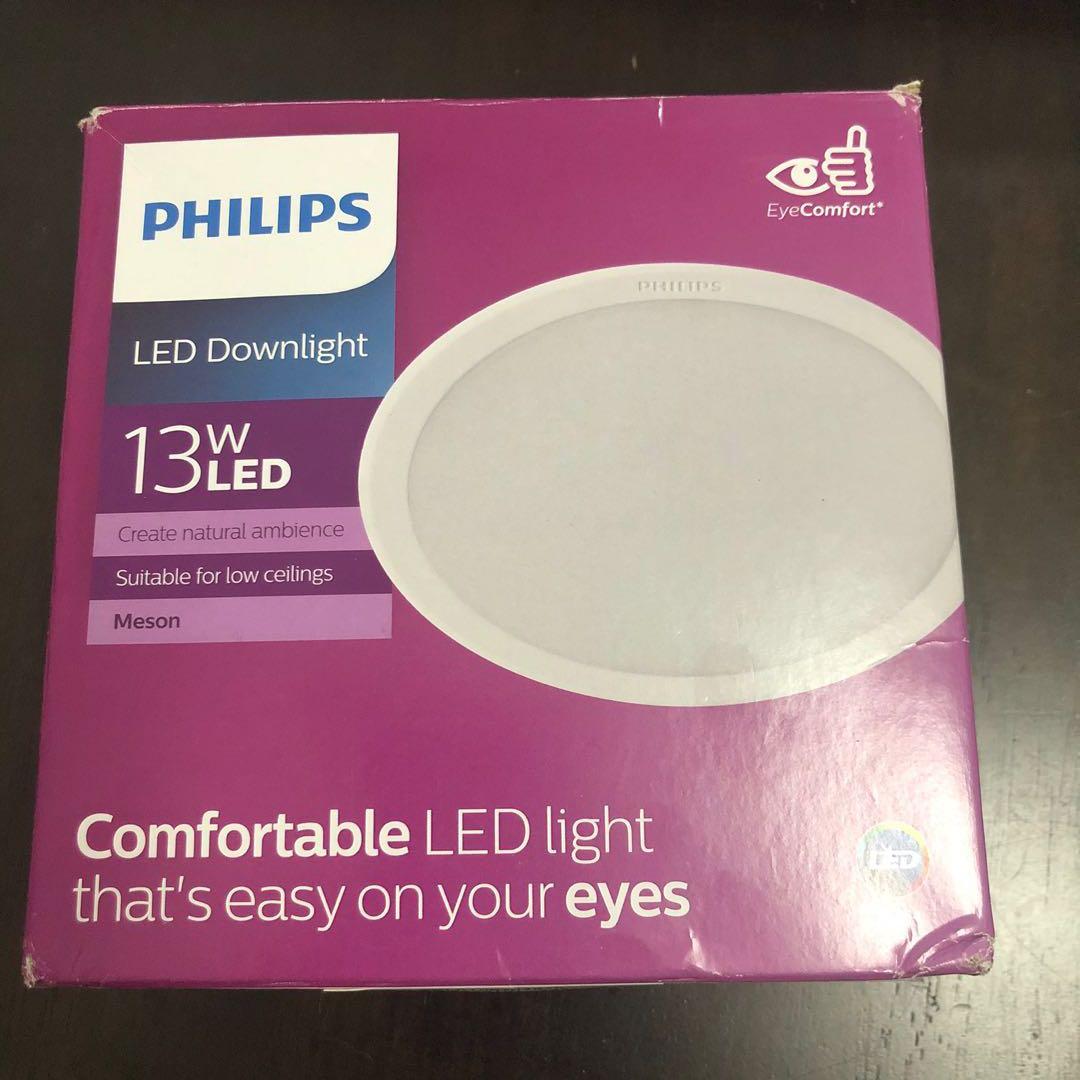 PHILIPS
EyeComfort*
PHILIPS
LED Downlight
13W LED
Create natural ambience
Suitable for low ceilings
Meson
Comfortable LED light
that's easy on your eyes
LED